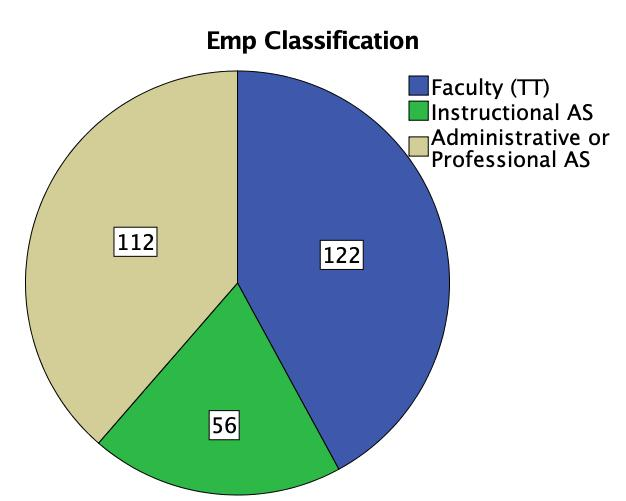 Emp Classification
Faculty (TT)
Instructional AS
Administrative or
Professional AS
112
122
56